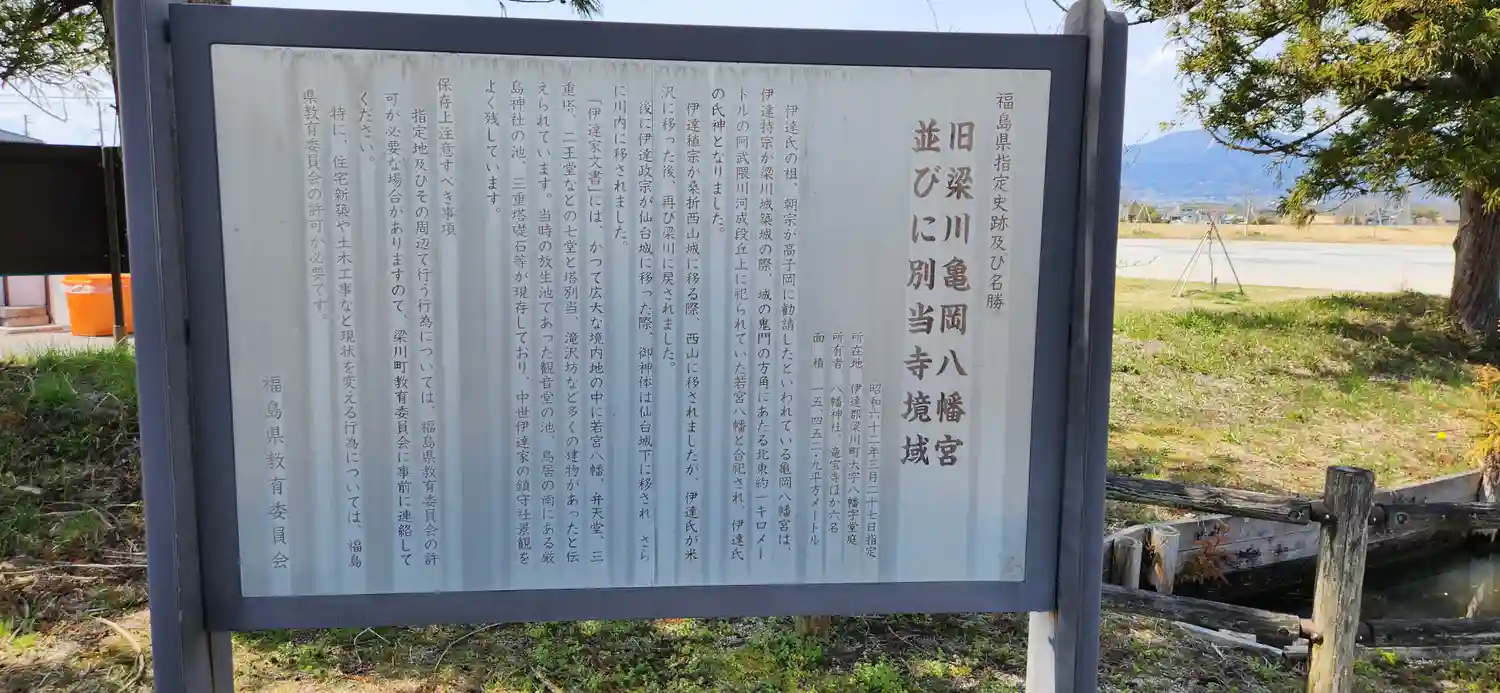 福島県指定史跡及び名勝
旧梁川亀岡八幡宮
並びに別当寺境域
昭和六十二年三月二十七日指定
所在地 伊達郡梁川町大字八幡字堂庭
所有者 八幡神社、竜宝寺ほか六名
面積 一五、四五二・九平方メートル
伊達氏の祖、朝宗が高子岡に勧請したといわれている亀岡八幡宮は、
伊達持宗が梁川城築城の際、城の鬼門の方角にあたる北東約一キロメー
トルの阿武隈川河成段丘上に祀られていた若宮八幡と合祀され、伊達氏
の氏神となりました。
伊達稙宗が桑折西山城に移る際、西山に移されましたが、伊達氏が米
沢に移った後、再び梁川に戻されました。
後に伊達政宗が仙台城に移った際、御神体は仙台城下に移され さら
に川内に移されました。
「伊達家文書」には、かつて広大な境内地の中に若宮八幡、弁天堂、三
重塔、二王堂などの七堂と塔別当、滝沢坊など多くの建物があったと伝
えられています。当時の放生池であった観音堂の池、鳥居の南にある厳
島神社の池、三重塔礎石等が現存しており、中世伊達家の鎮守社景観を
よく残しています。
保存上注意すべき事項
指定地及びその周辺で行う行為については、福島県教育委員会の許
可が必要な場合がありますので、梁川町教育委員会に事前に連絡して
ください。
特に、住宅新築や土木工事など現状を変える行為については、福島
県教育委員会の許可が必要です。
福島県教育委員会